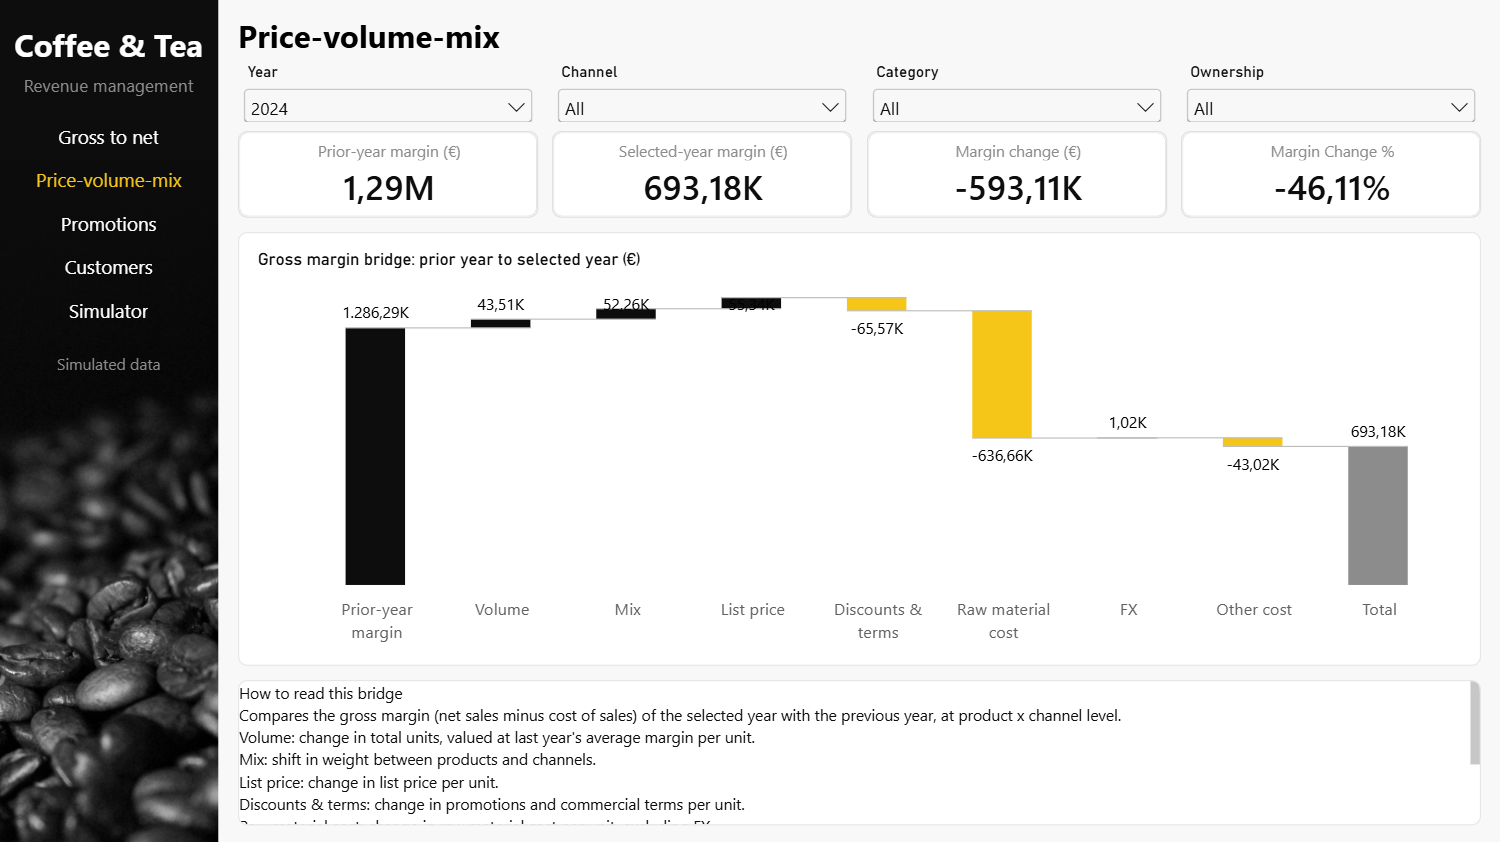 Coffee & Tea
Revenue management
Gross to net
Price-volume-mix
Promotions
Customers
Simulator
Simulated data
Price-volume-mix
Year
2024
Channel
All
Category
All
Ownership
All
Prior-year margin (€)
1,29M
Selected-year margin (€)
693,18K
Margin change (€)
-593,11K
Margin Change %
-46,11%
Gross margin bridge: prior year to selected year (€)
1.286,29K
43,51K
52,26K
-65,57K
-636,66K
1,02K
-43,02K
693,18K
Prior-year
margin
Volume
Mix
List price
Discounts &
terms
Raw material
cost
FX
Other cost
Total
How to read this bridge
Compares the gross margin (net sales minus cost of sales) of the selected year with the previous year, at product x channel level.
Volume: change in total units, valued at last year's average margin per unit.
Mix: shift in weight between products and channels.
List price: change in list price per unit.
Discounts & terms: change in promotions and commercial terms per unit.